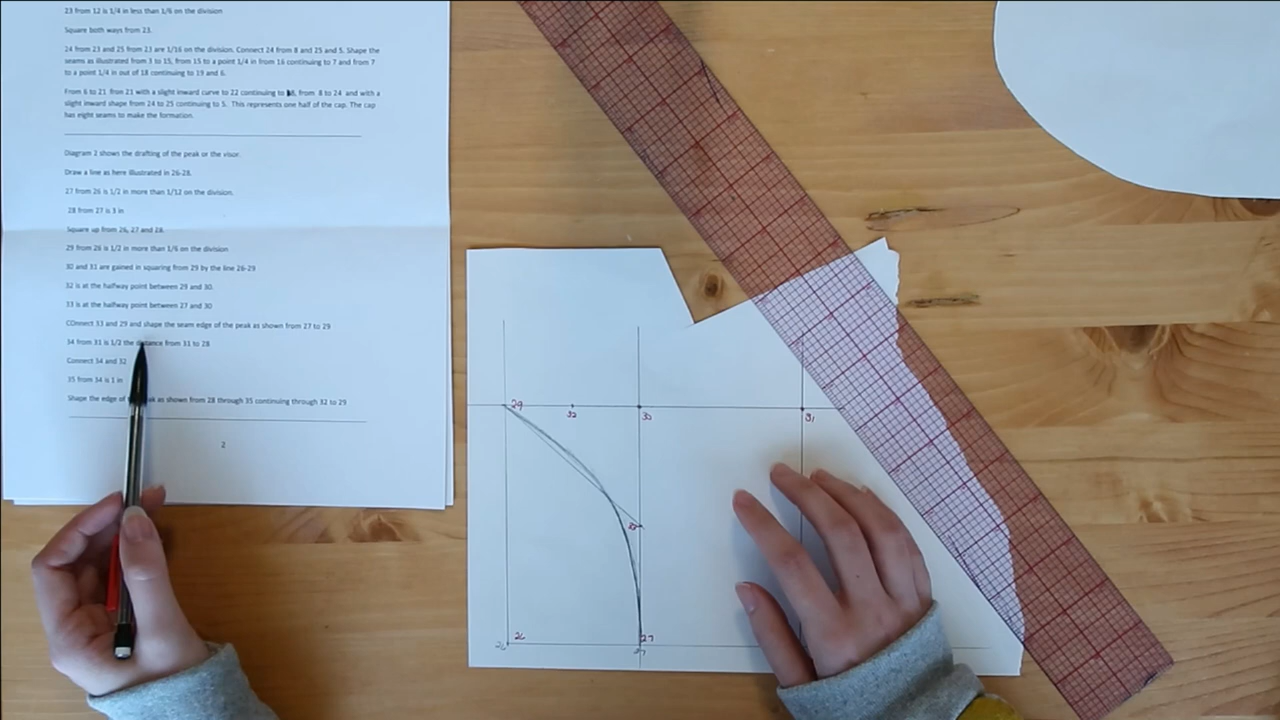 23 from 12 is 1/4 in less than 1/6 on the division
Square both ways from 23.
24 from 23 and 25 from 23 are 1/16 on the division. Connect 24 from 8 and 25 and 5. Shape the
seams as illustrated from 3 to 15, from 15 to a point 1/4 in from 16 continuing to 7 and from 7
to a point 1/4 in out of 18 continuing to 19 and 6.
From 6 to 21 from 21 with a slight inward curve to 22 continuing to 8, from 8 to 24 and with a
slight inward shape from 24 to 25 continuing to 5. This represents one half of the cap. The cap
has eight seams to make the formation.
Diagram 2 shows the drafting of the peak or the visor.
Draw a line as here illustrated in 26-28.
27 from 26 is 1/2 in more than 1/12 on the division.
28 from 27 is 3 in
Square up from 26, 27 and 28.
29 from 26 is 1/2 in more than 1/6 on the division
30 and 31 are gained in squaring from 29 by the line 26-29
32 is at the halfway point between 29 and 30.
33 is at the halfway point between 27 and 30
COnnect 33 and 29 and shape the seam edge of the peak as shown from 27 to 29
34 from 31 is 1/2 the distance from 31 to 28
Connect 34 and 32
35 from 34 is 1 in
Shape the edge of peak as shown from 28 through 35 continuing through 32 to 29
2
29
32
30
31
33
26
27
26
27